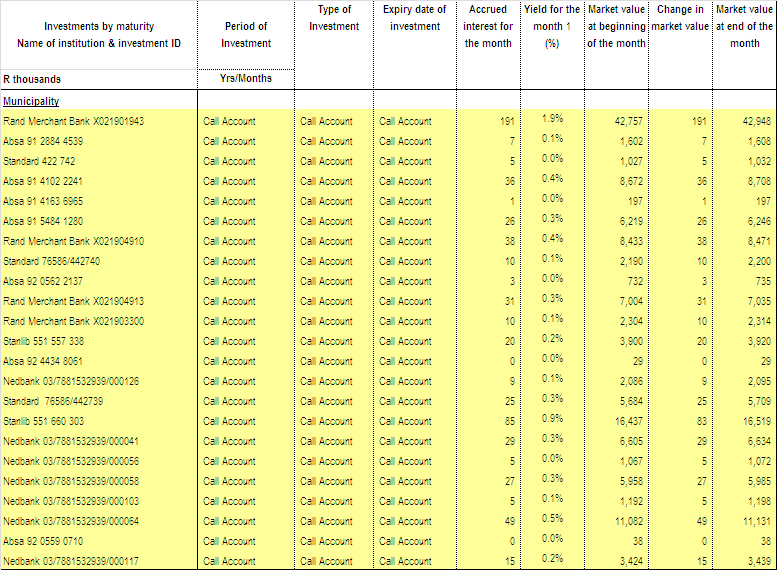 Investments by maturity Period of Type of Expiry date of Accrued Yield for the Market value Change in Market value
Name of institution & investment ID Investment Investment investment interest for month 1 at beginning market value at end of the
the month (%) of the month month
R thousands Yrs/Months
Municipality
Rand Merchant Bank X021901943 Call Account Call Account Call Account 191 1.9% 42,757 191 42,948
Absa 91 2884 4539 Call Account Call Account Call Account 7 0.1% 1,602 7 1,608
Standard 422 742 Call Account Call Account Call Account 5 0.0% 1,027 5 1,032
Absa 91 4102 2241 Call Account Call Account Call Account 36 0.4% 8,672 36 8,708
Absa 91 4163 6965 Call Account Call Account Call Account 1 0.0% 197 1 197
Absa 91 5484 1280 Call Account Call Account Call Account 26 0.3% 6,219 26 6,246
Rand Merchant Bank X021904910 Call Account Call Account Call Account 38 0.4% 8,433 38 8,471
Standard 76586/442740 Call Account Call Account Call Account 10 0.1% 2,190 10 2,200
Absa 92 0562 2137 Call Account Call Account Call Account 3 0.0% 732 3 735
Rand Merchant Bank X021904913 Call Account Call Account Call Account 31 0.3% 7,004 31 7,035
Rand Merchant Bank X021903300 Call Account Call Account Call Account 10 0.1% 2,304 10 2,314
Stanlib 551 557 338 Call Account Call Account Call Account 20 0.2% 3,900 20 3,920
Absa 92 4434 8061 Call Account Call Account Call Account 0 0.0% 29 0 29
Nedbank 03/7881532939/000126 Call Account Call Account Call Account 9 0.1% 2,086 9 2,095
Standard 76586/442739 Call Account Call Account Call Account 25 0.3% 5,684 25 5,709
Stanlib 551 660 303 Call Account Call Account Call Account 85 0.9% 16,437 83 16,519
Nedbank 03/7881532939/000041 Call Account Call Account Call Account 29 0.3% 6,605 29 6,634
Nedbank 03/7881532939/000056 Call Account Call Account Call Account 5 0.0% 1,067 5 1,072
Nedbank 03/7881532939/000058 Call Account Call Account Call Account 27 0.3% 5,958 27 5,985
Nedbank 03/7881532939/000103 Call Account Call Account Call Account 5 0.1% 1,192 5 1,198
Nedbank 03/7881532939/000064 Call Account Call Account Call Account 49 0.5% 11,082 49 11,131
Absa 92 0559 0710 Call Account Call Account Call Account 0 0.0% 38 0 38
Nedbank 03/7881532939/000117 Call Account Call Account Call Account 15 0.2% 3,424 15 3,439